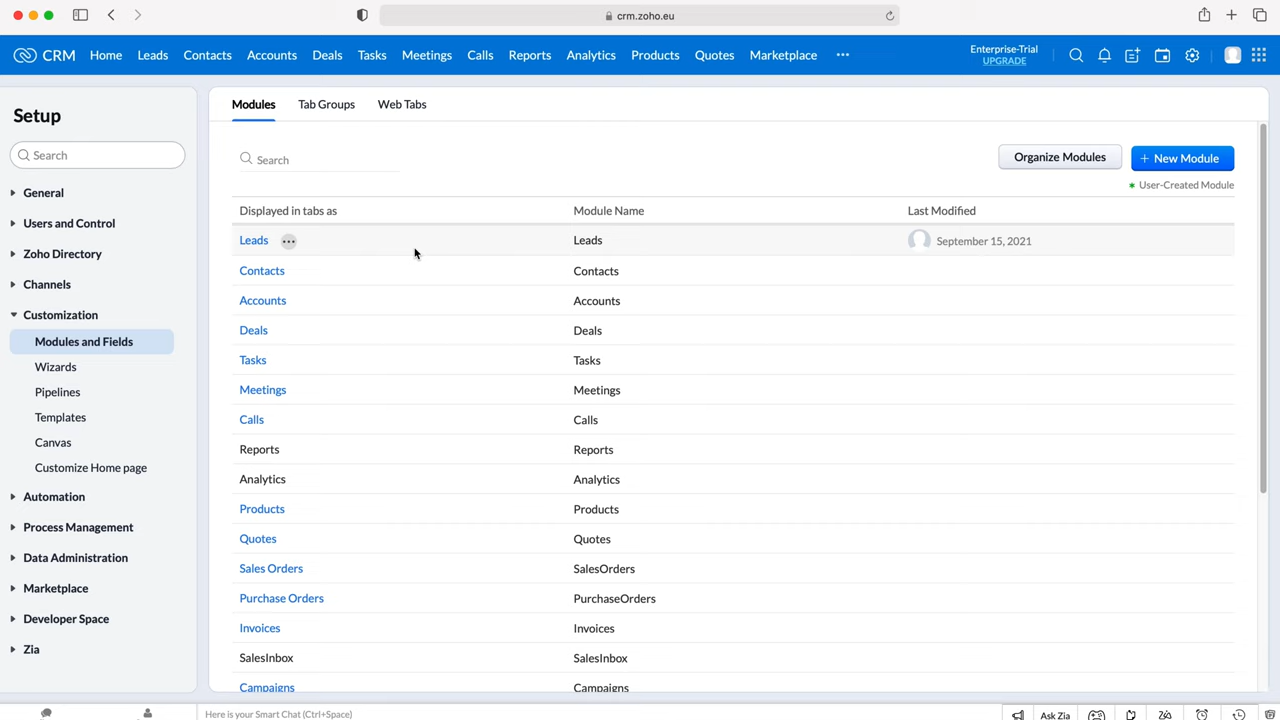 crm.zoho.eu
CRM Home Leads Contacts Accounts Deals Tasks Meetings Calls Reports Analytics Products Quotes Marketplace ••• Enterprise-Trial
UPGRADE
Setup
Search
General
Users and Control
Zoho Directory
Channels
Customization
Modules and Fields
Wizards
Pipelines
Templates
Canvas
Customize Home page
Automation
Process Management
Data Administration
Marketplace
Developer Space
Zia
Modules Tab Groups Web Tabs
Search Organize Modules + New Module
* User-Created Module
Displayed in tabs as Module Name Last Modified
Leads ••• Leads September 15, 2021
Contacts Contacts
Accounts Accounts
Deals Deals
Tasks Tasks
Meetings Meetings
Calls Calls
Reports Reports
Analytics Analytics
Products Products
Quotes Quotes
Sales Orders SalesOrders
Purchase Orders PurchaseOrders
Invoices Invoices
SalesInbox SalesInbox
Campaigns Campaigns
Here is your Smart Chat (Ctrl+Space) Ask Zia